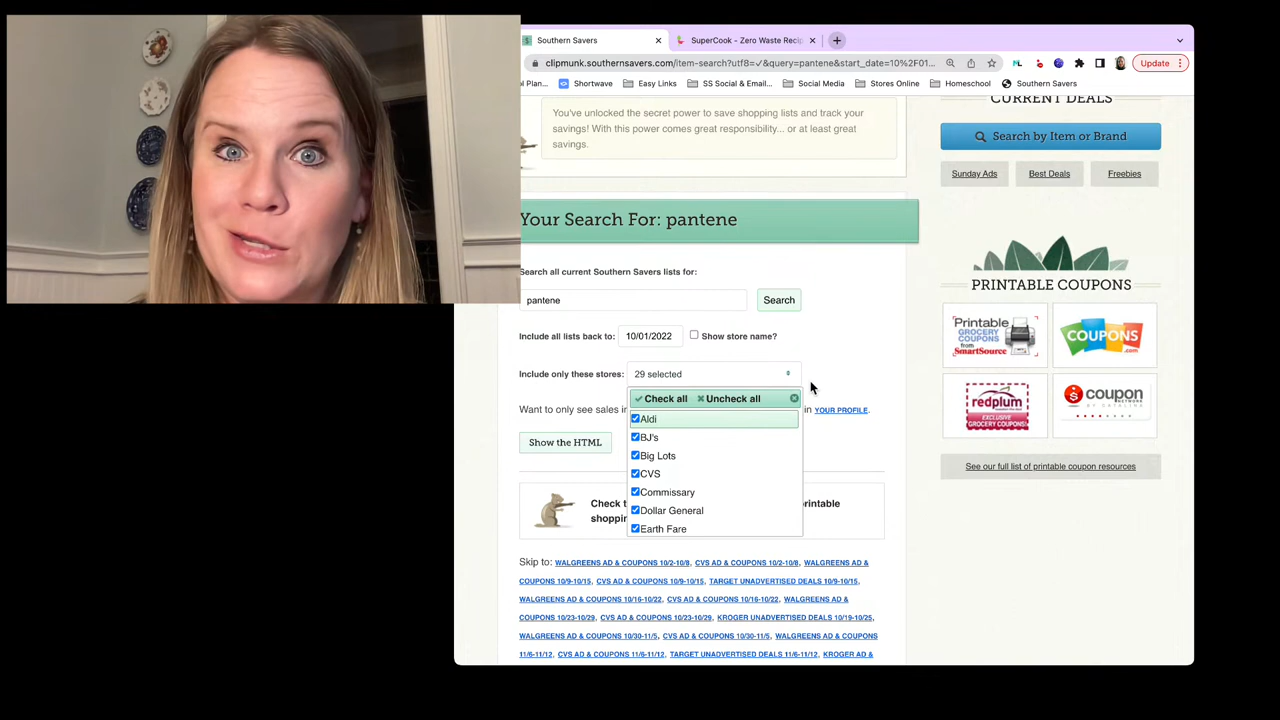 Southern Savers
SuperCook - Zero Waste Recip
clipmunk.southernsavers.com/item-search?utf8=✓&query=pantene&start_date=10%2F01...
Update
ol Plan...
Shortwave
Easy Links
SS Social & Email...
Social Media
Stores Online
Homeschool
Southern Savers
You've unlocked the secret power to save shopping lists and track your
savings! With this power comes great responsibility... or at least great
savings.
CURRENT DEALS
Search by Item or Brand
Sunday Ads
Best Deals
Freebies
Your Search For: pantene
Search all current Southern Savers lists for:
pantene
Search
Include all lists back to:
10/01/2022
Show store name?
Include only these stores:
29 selected
Check all
Uncheck all
Aldi
BJ's
Big Lots
CVS
Commissary
Dollar General
Earth Fare
Want to only see sales i
in YOUR PROFILE.
Show the HTML
Check t
printable
shoppin
Skip to: WALGREENS AD & COUPONS 10/2-10/8, CVS AD & COUPONS 10/2-10/8, WALGREENS AD &
COUPONS 10/9-10/15, CVS AD & COUPONS 10/9-10/15, TARGET UNADVERTISED DEALS 10/9-10/15,
WALGREENS AD & COUPONS 10/16-10/22, CVS AD & COUPONS 10/16-10/22, WALGREENS AD &
COUPONS 10/23-10/29, CVS AD & COUPONS 10/23-10/29, KROGER UNADVERTISED DEALS 10/19-10/25,
WALGREENS AD & COUPONS 10/30-11/5, CVS AD & COUPONS 10/30-11/5, WALGREENS AD & COUPONS
11/6-11/12, CVS AD & COUPONS 11/6-11/12, TARGET UNADVERTISED DEALS 11/6-11/12, KROGER AD &
PRINTABLE COUPONS
Printable
GROCERY
COUPONS
from SmartSource
COUPONS.com
redplum
EXCLUSIVE
GROCERY COUPONS!
coupon
NETWORK
BY CATALINA
See our full list of printable coupon resources